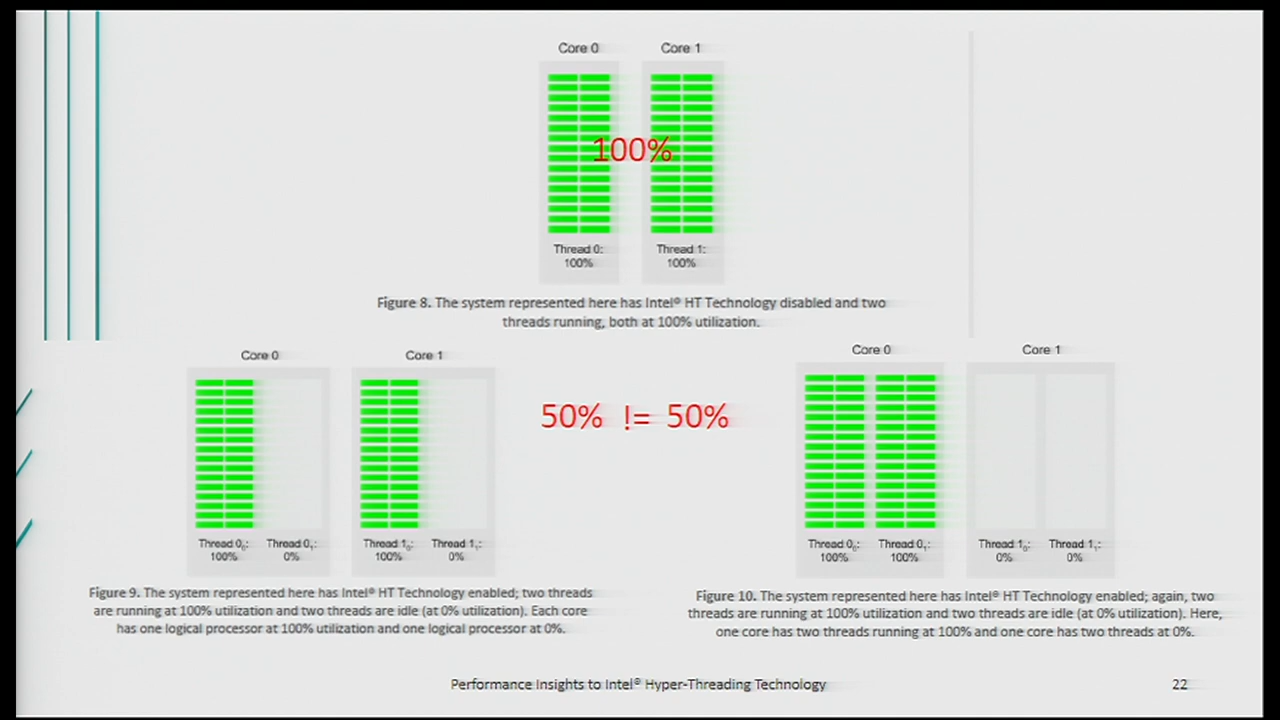 Core 0 Core 1
100%
Thread 0: Thread 1:
100% 100%
Figure 8. The system represented here has Intel® HT Technology disabled and two
threads running, both at 100% utilization.
Core 0 Core 1
Thread 0₀: Thread 0₁: Thread 1₀: Thread 1₁:
100% 0% 100% 0%
Figure 9. The system represented here has Intel® HT Technology enabled; two threads
are running at 100% utilization and two threads are idle (at 0% utilization). Each core
has one logical processor at 100% utilization and one logical processor at 0%.
50% != 50%
Core 0 Core 1
Thread 0₀: Thread 0₁: Thread 1₀: Thread 1₁:
100% 100% 0% 0%
Figure 10. The system represented here has Intel® HT Technology enabled; again, two
threads are running at 100% utilization and two threads are idle (at 0% utilization). Here,
one core has two threads running at 100% and one core has two threads at 0%.
Performance Insights to Intel® Hyper-Threading Technology
22